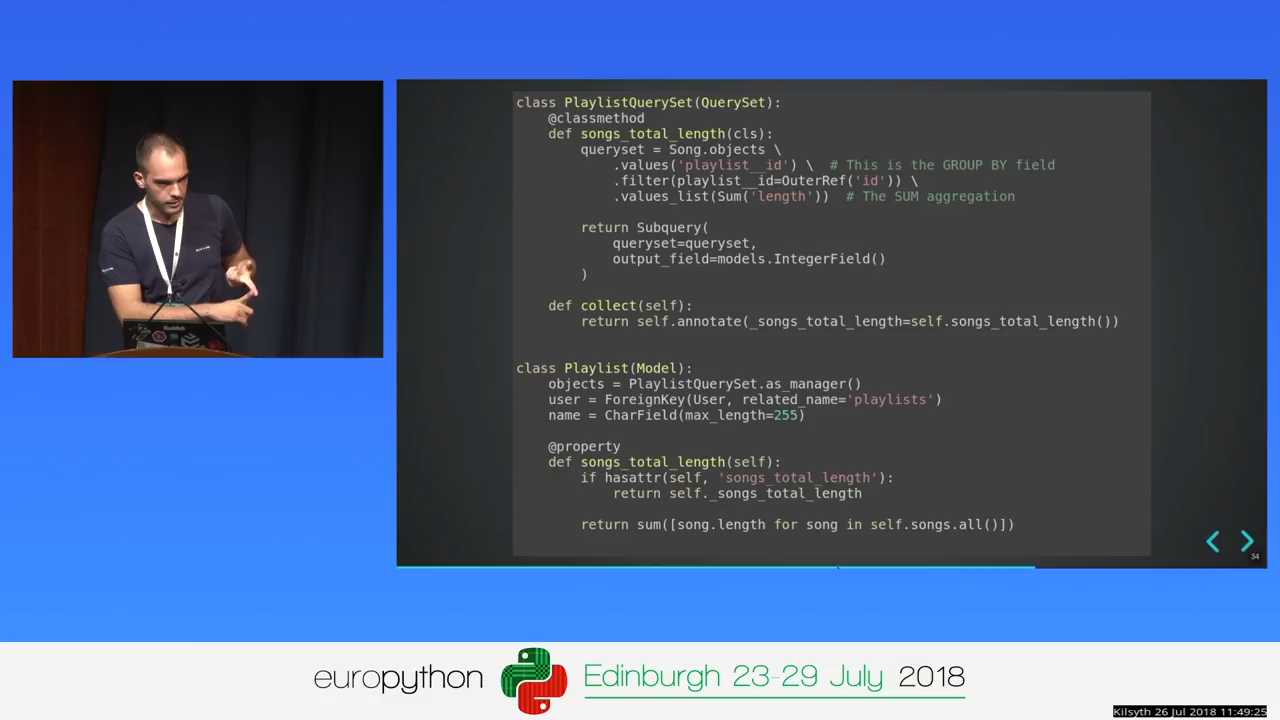 class PlaylistQuerySet(QuerySet):
    @classmethod
    def songs_total_length(cls):
        queryset = Song.objects \
            .values('playlist__id') \  # This is the GROUP BY field
            .filter(playlist__id=OuterRef('id')) \
            .values_list(Sum('length'))  # The SUM aggregation
        return Subquery(
            queryset=queryset,
            output_field=models.IntegerField()
        )
    def collect(self):
        return self.annotate(_songs_total_length=self.songs_total_length())
class Playlist(Model):
    objects = PlaylistQuerySet.as_manager()
    user = ForeignKey(User, related_name='playlists')
    name = CharField(max_length=255)
    @property
    def songs_total_length(self):
        if hasattr(self, 'songs_total_length'):
            return self._songs_total_length
        return sum([song.length for song in self.songs.all()])
34
europython
Edinburgh 23-29 July 2018
Kilsyth 26 Jul 2018 11:49:25